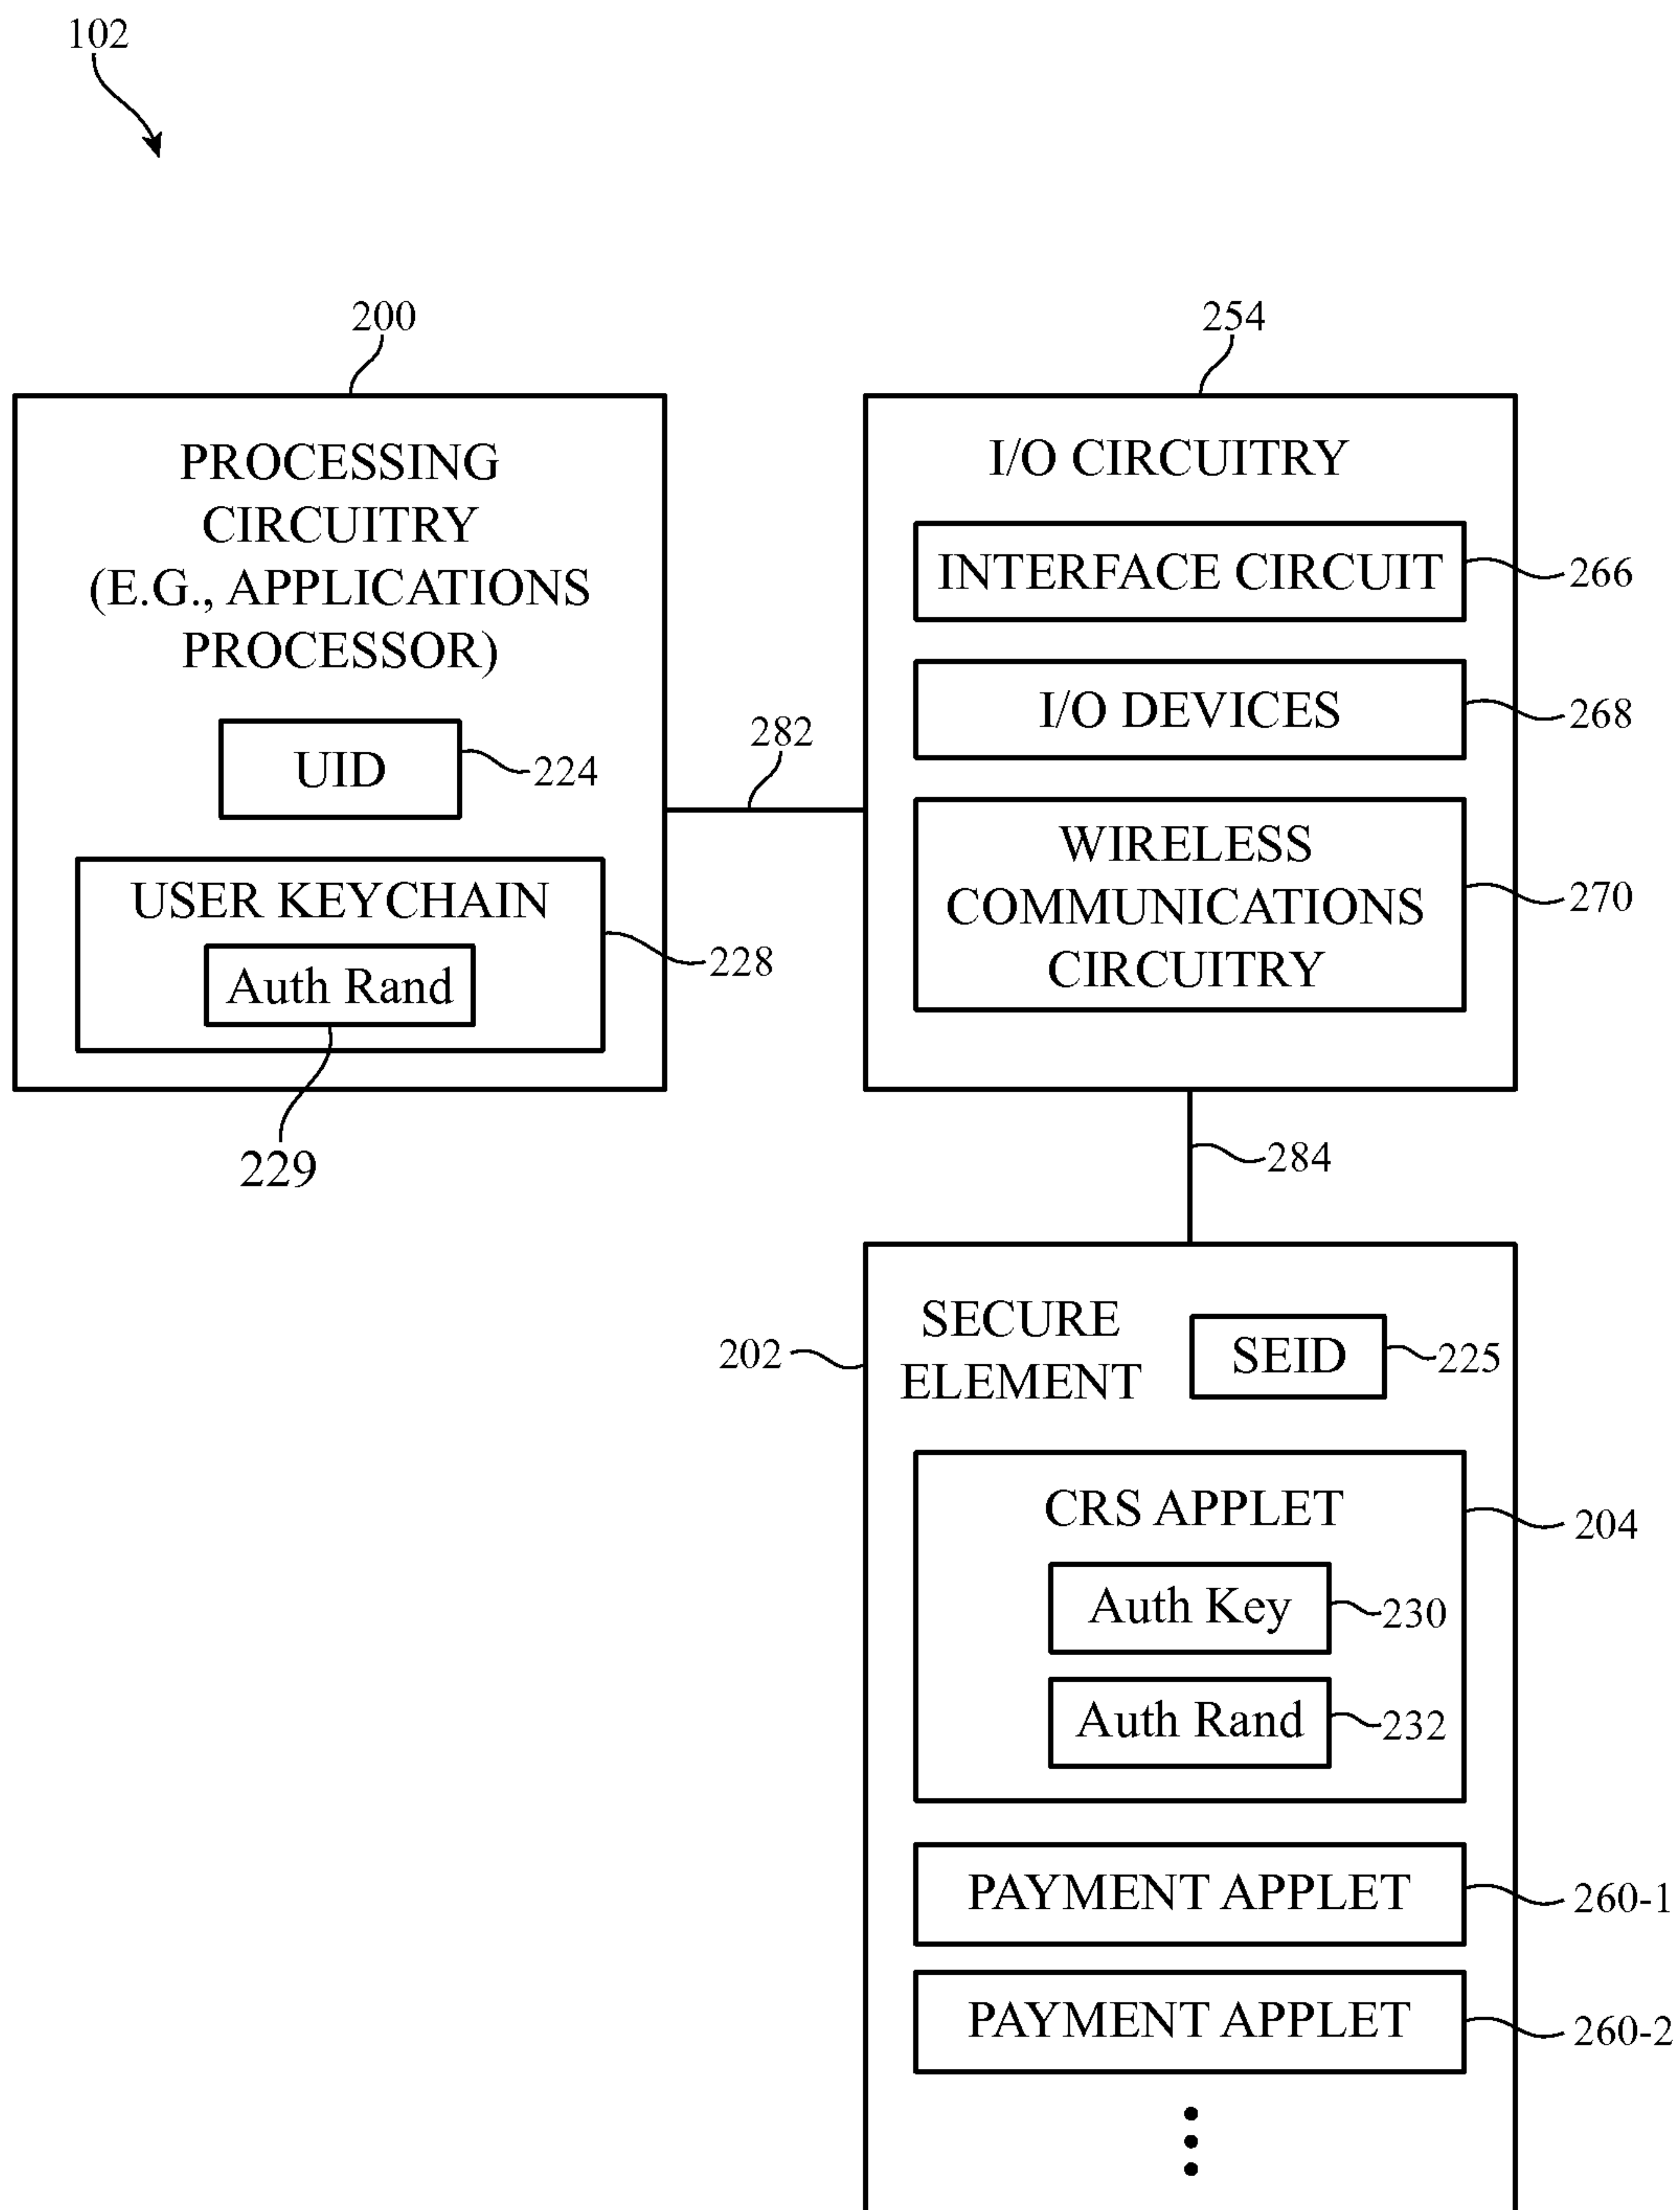 102
200
PROCESSING
CIRCUITRY
(E.G., APPLICATIONS
PROCESSOR)
UID
224
USER KEYCHAIN
Auth Rand
228
229
282
254
I/O CIRCUITRY
INTERFACE CIRCUIT
266
I/O DEVICES
268
WIRELESS
COMMUNICATIONS
CIRCUITRY
270
284
202
SECURE
ELEMENT
SEID
225
CRS APPLET
204
Auth Key
230
Auth Rand
232
PAYMENT APPLET
260-1
PAYMENT APPLET
260-2